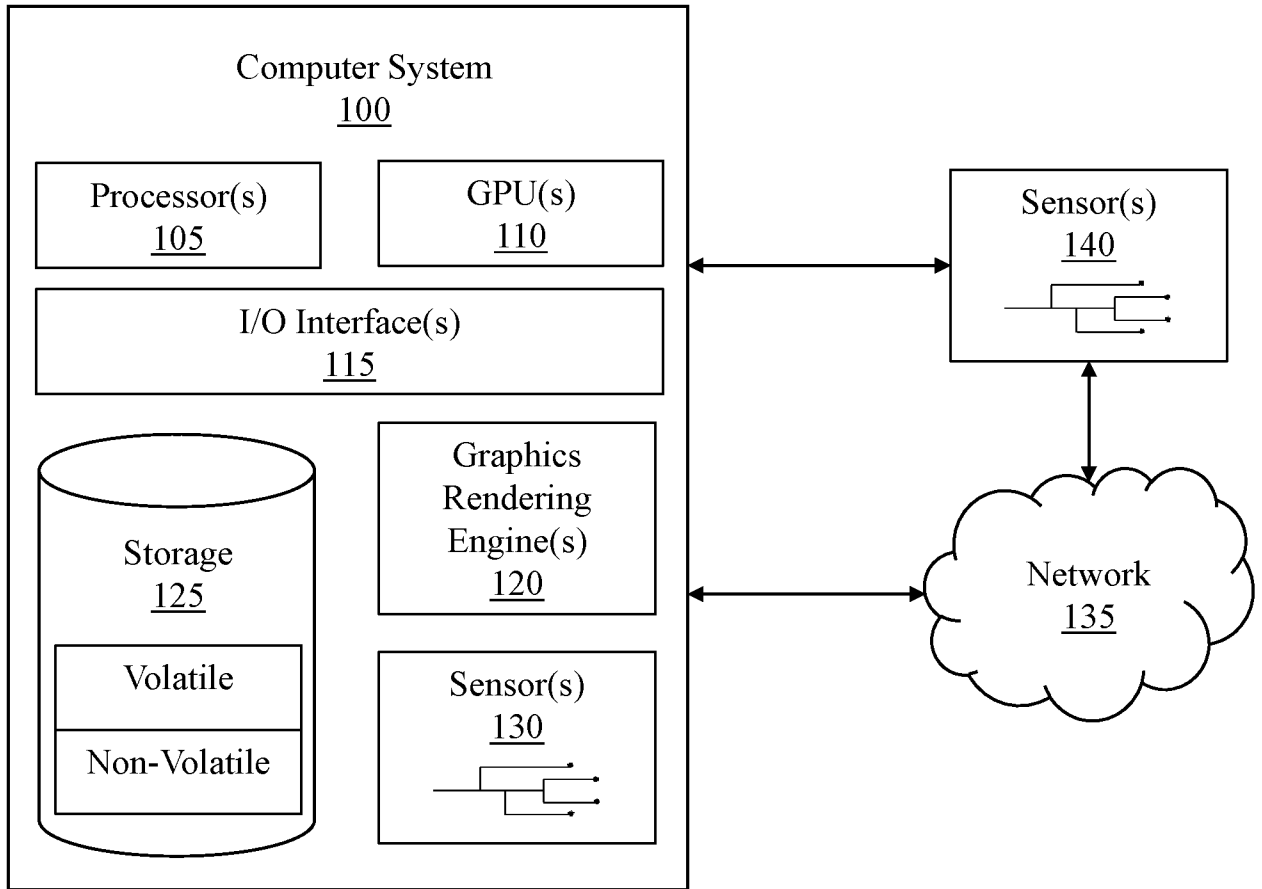 Computer System
100
Processor(s)
105
GPU(s)
110
I/O Interface(s)
115
Storage
125
Volatile
Non-Volatile
Graphics
Rendering
Engine(s)
120
Sensor(s)
130
Sensor(s)
140
Network
135